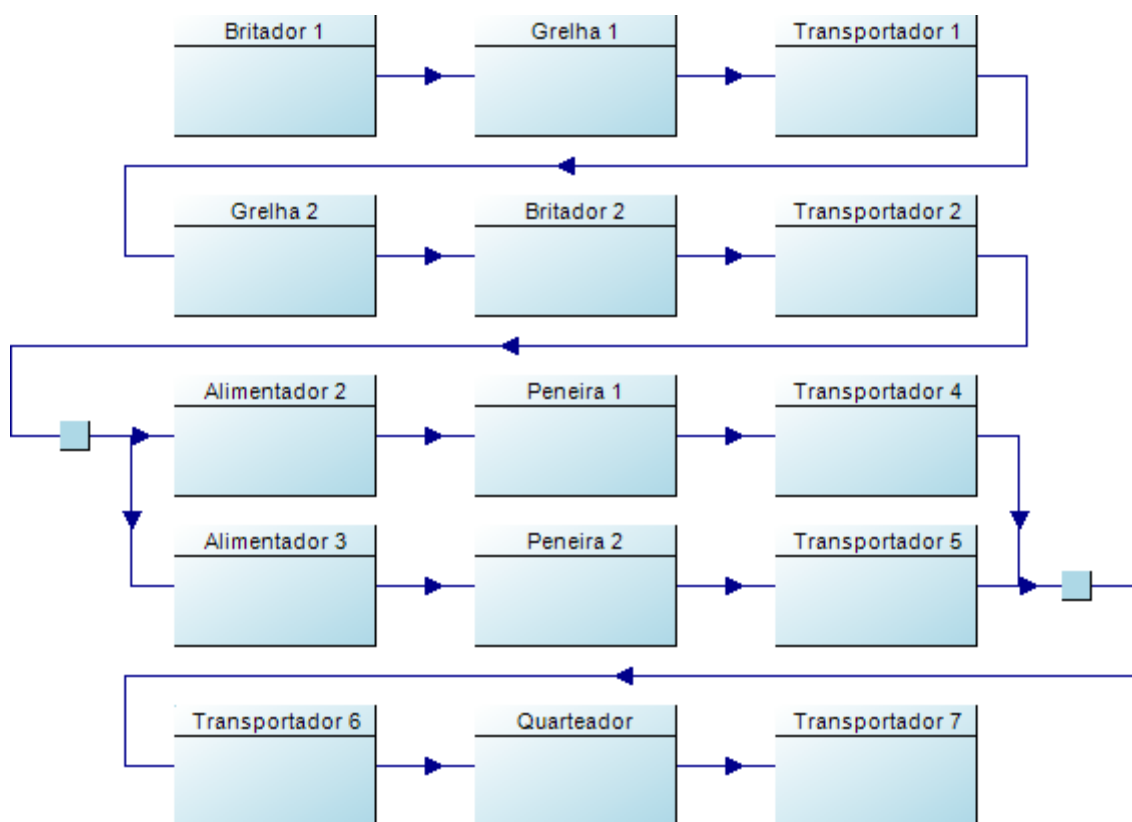 Britador 1
Grelha 1
Transportador 1
Grelha 2
Britador 2
Transportador 2
Alimentador 2
Peneira 1
Transportador 4
Alimentador 3
Peneira 2
Transportador 5
Transportador 6
Quarteador
Transportador 7